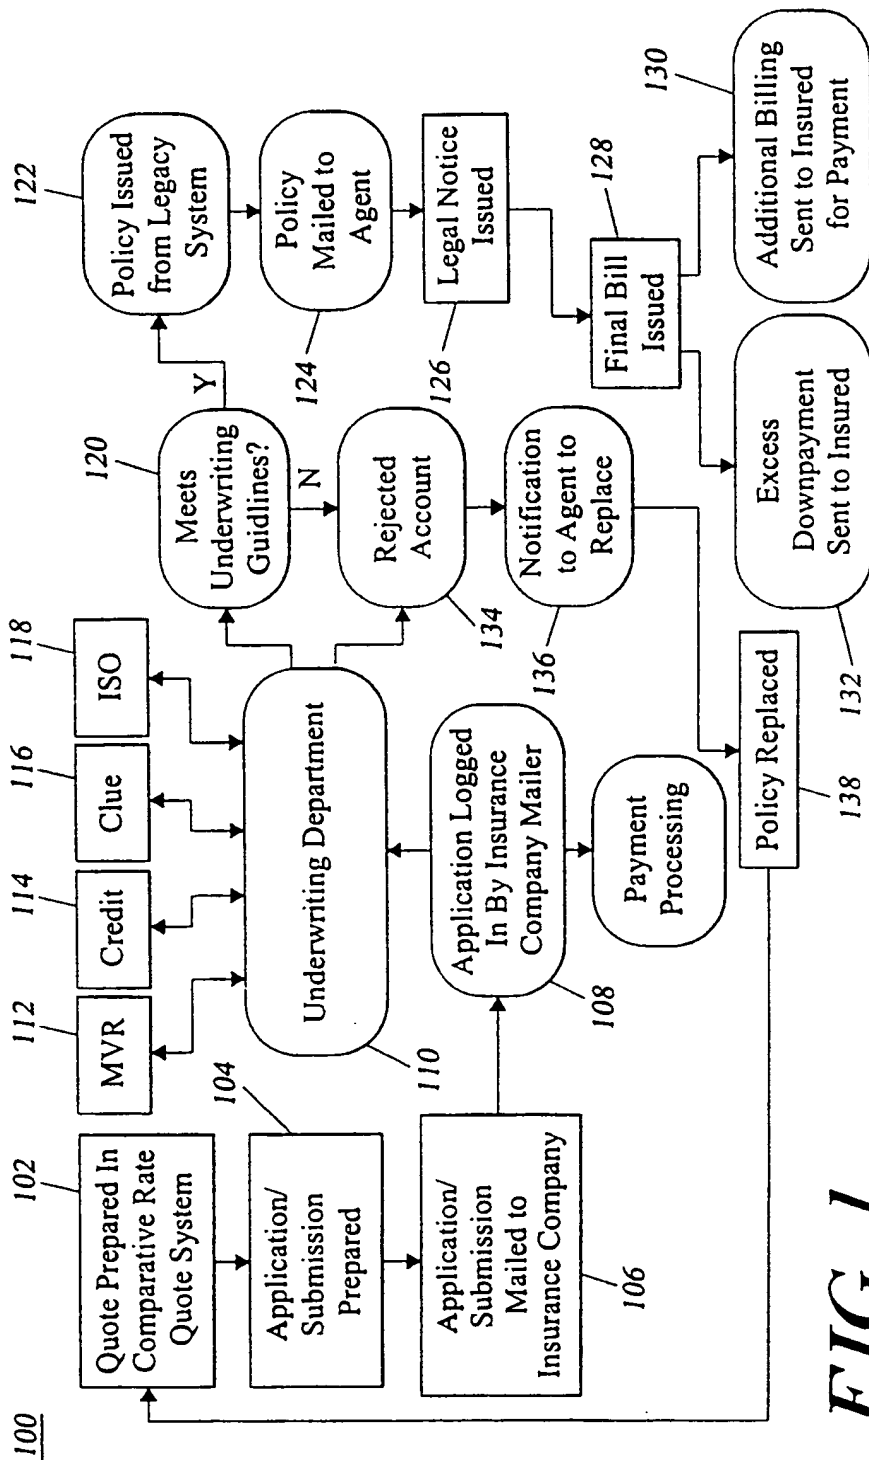 100
102
Quote Prepared In
Comparative Rate
Quote System
104
Application/
Submission
Prepared
Application/
Submission
Mailed to
Insurance Company
106
112
MVR
114
Credit
116
Clue
118
ISO
Underwriting Department
110
Application Logged
In By Insurance
Company Mailer
108
Payment
Processing
120
Meets
Underwriting
Guidlines?
Y
N
Rejected
Account
134
Notification
to Agent to
Replace
136
Policy Replaced
138
122
Policy Issued
from Legacy
System
Policy
Mailed to
Agent
124
Legal Notice
Issued
126
Final Bill
Issued
128
Excess
Downpayment
Sent to Insured
132
Additional Billing
Sent to Insured
for Payment
130
FIG. 1